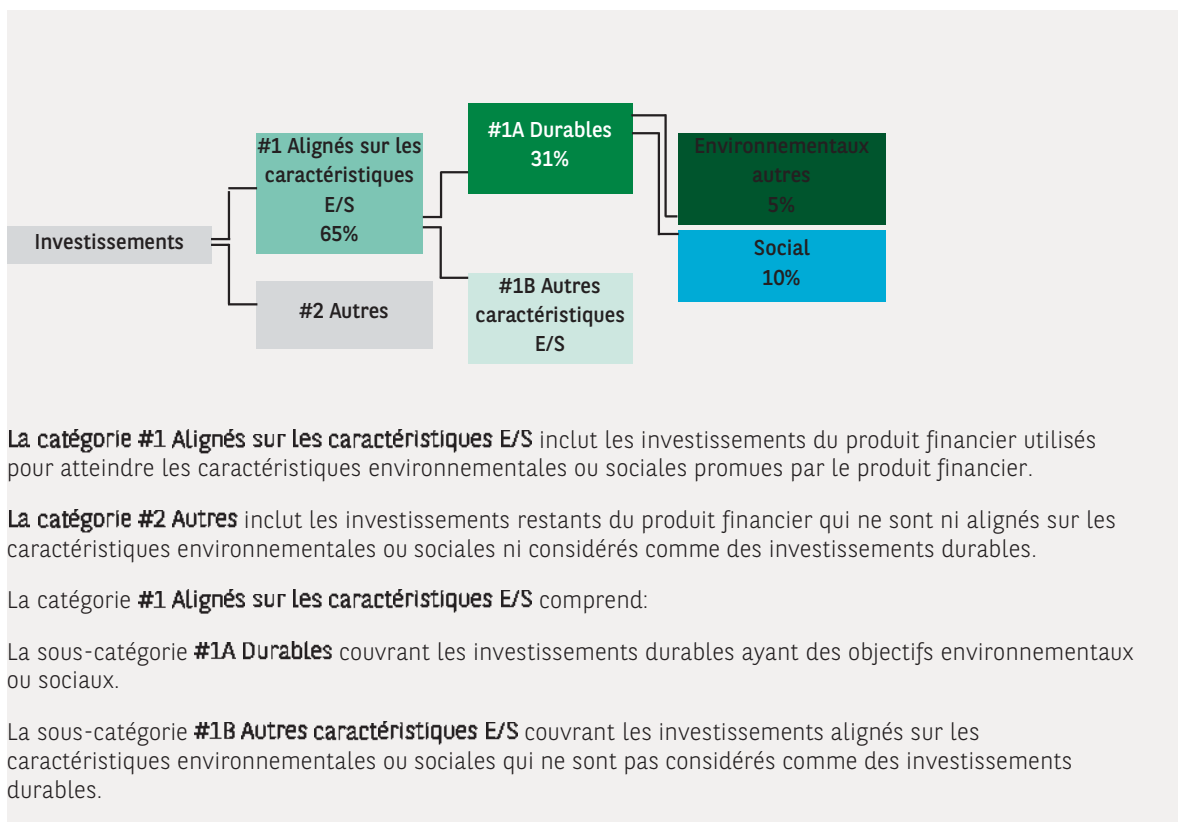 #1A Durables
31%
#1 Alignés sur les
caractéristiques
E/S
65%
Environnementaux
autres
5%
Investissements
Social
10%
#2 Autres
#1B Autres
caractéristiques
E/S
La catégorie #1 Alignés sur les caractéristiques E/S inclut les investissements du produit financier utilisés
pour atteindre les caractéristiques environnementales ou sociales promues par le produit financier.
La catégorie #2 Autres inclut les investissements restants du produit financier qui ne sont ni alignés sur les
caractéristiques environnementales ou sociales ni considérés comme des investissements durables.
La catégorie #1 Alignés sur les caractéristiques E/S comprend:
La sous-catégorie #1A Durables couvrant les investissements durables ayant des objectifs environnementaux
ou sociaux.
La sous-catégorie #1B Autres caractéristiques E/S couvrant les investissements alignés sur les
caractéristiques environnementales ou sociales qui ne sont pas considérés comme des investissements
durables.